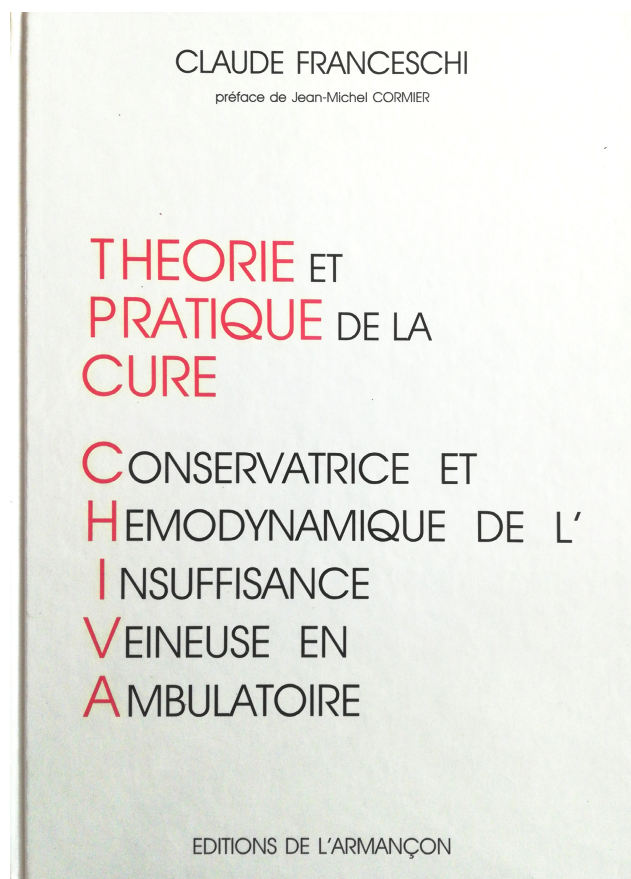 CLAUDE FRANCESCHI
préface de Jean-Michel CORMIER
THEORIE ET
PRATIQUE DE LA
CURE
CONSERVATRICE ET
HEMODYNAMIQUE DE L'
INSUFFISANCE
VEINEUSE EN
AMBULATOIRE
EDITIONS DE L'ARMANÇON